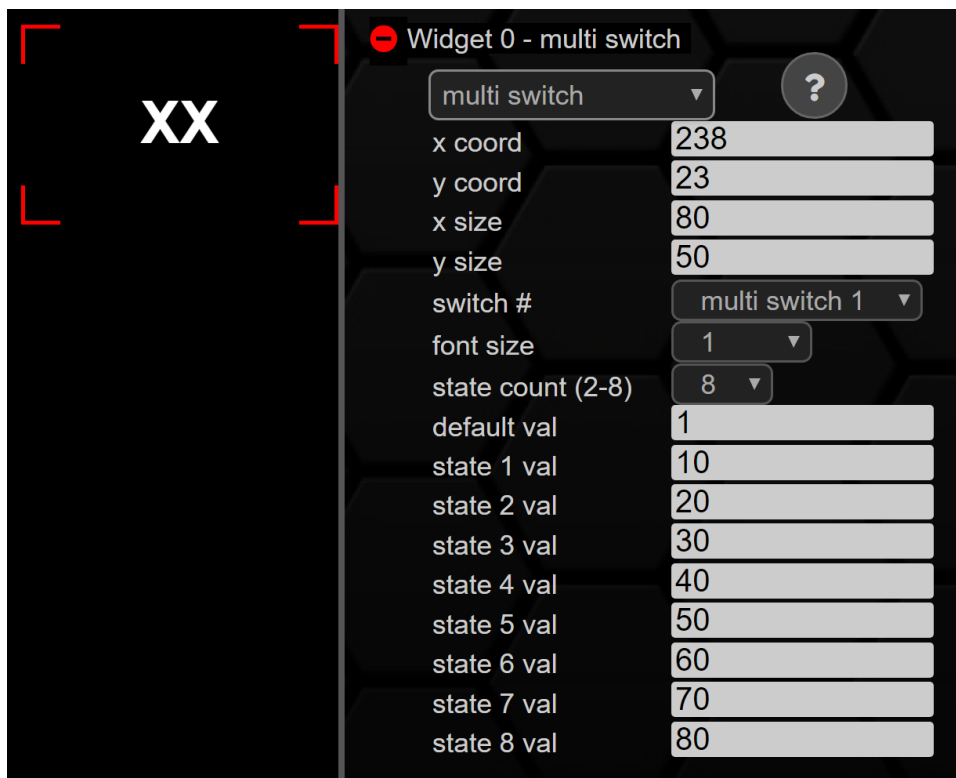 XX
Widget 0 - multi switch
multi switch
?
x coord 238
y coord 23
x size 80
y size 50
switch # multi switch 1
font size 1
state count (2-8) 8
default val 1
state 1 val 10
state 2 val 20
state 3 val 30
state 4 val 40
state 5 val 50
state 6 val 60
state 7 val 70
state 8 val 80